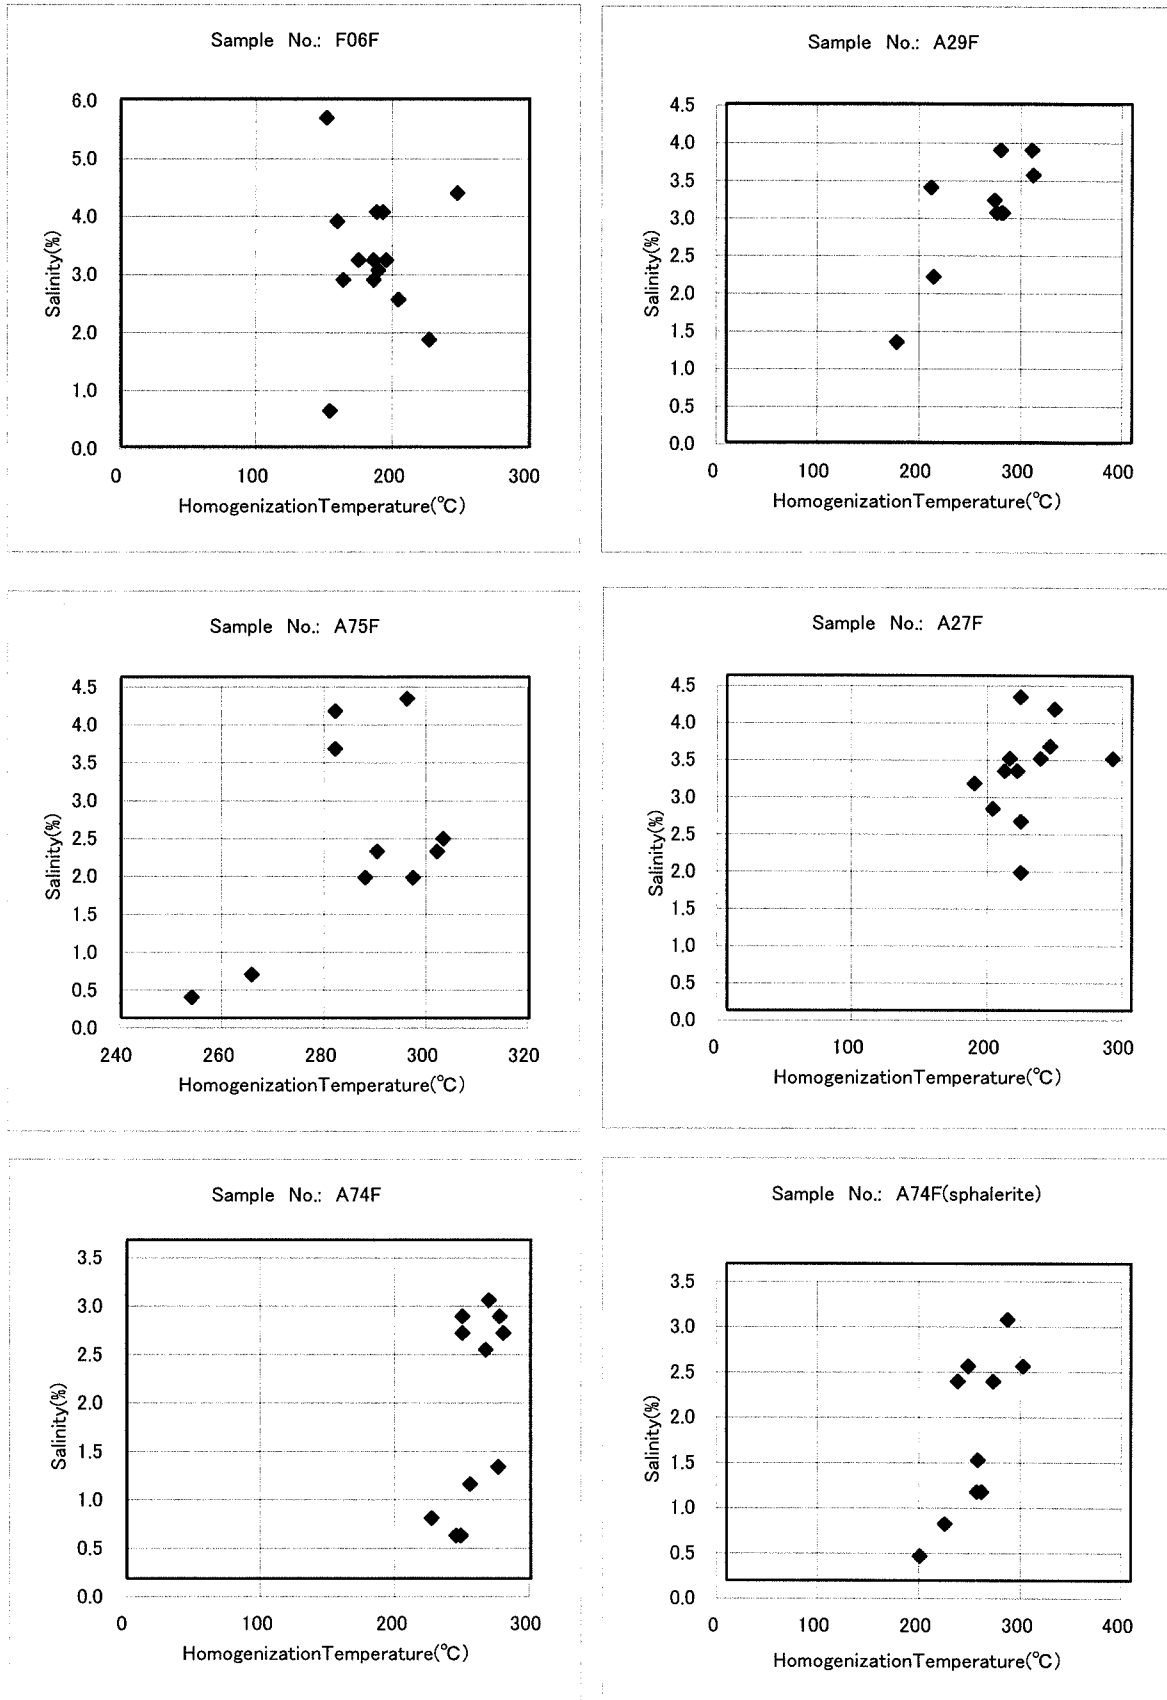 Sample No.: F06F
6.0
5.0
4.0
3.0
2.0
1.0
0.0
Salinity(%)
0 100 200 300
HomogenizationTemperature(℃)
Sample No.: A29F
4.5
4.0
3.5
3.0
2.5
2.0
1.5
1.0
0.5
0.0
Salinity(%)
0 100 200 300 400
HomogenizationTemperature(℃)
Sample No.: A75F
4.5
4.0
3.5
3.0
2.5
2.0
1.5
1.0
0.5
0.0
Salinity(%)
240 260 280 300 320
HomogenizationTemperature(℃)
Sample No.: A27F
4.5
4.0
3.5
3.0
2.5
2.0
1.5
1.0
0.5
0.0
Salinity(%)
0 100 200 300
HomogenizationTemperature(℃)
Sample No.: A74F
3.5
3.0
2.5
2.0
1.5
1.0
0.5
0.0
Salinity(%)
0 100 200 300
HomogenizationTemperature(℃)
Sample No.: A74F(sphalerite)
3.5
3.0
2.5
2.0
1.5
1.0
0.5
0.0
Salinity(%)
0 100 200 300 400
HomogenizationTemperature(℃)